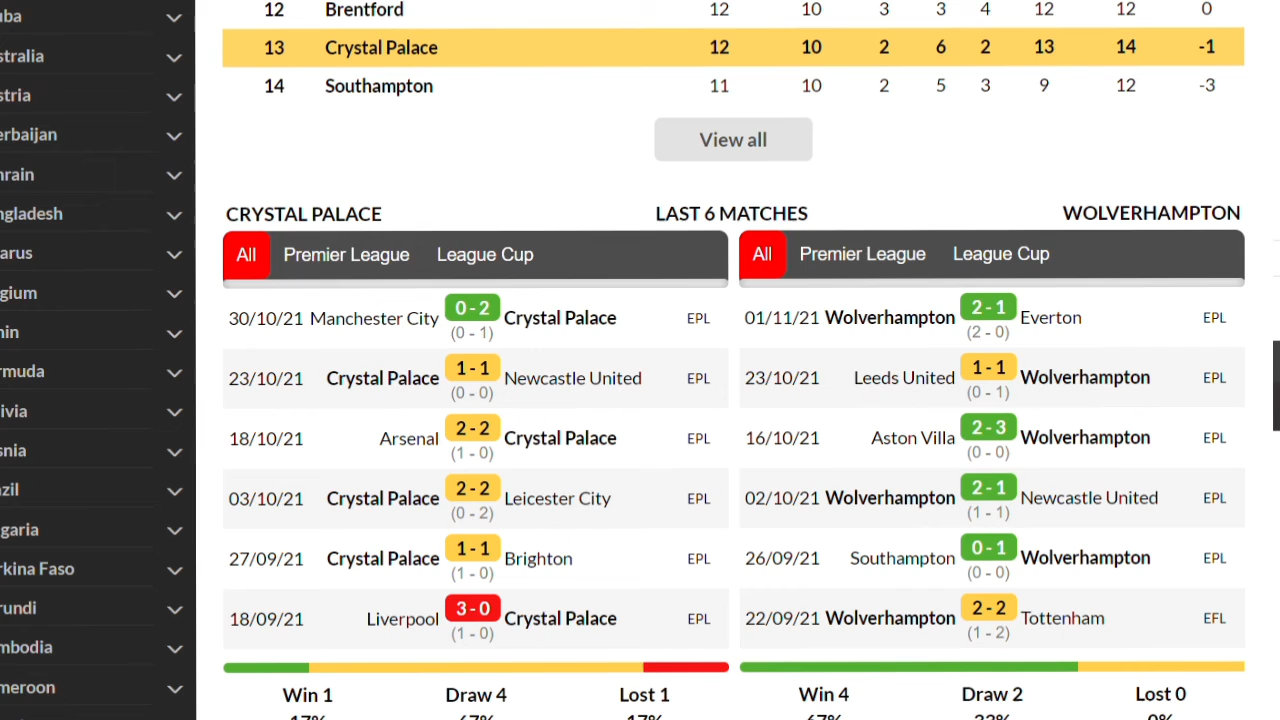 uba
stralia
stria
erbaijan
hrain
ngladesh
arus
gium
nin
rmuda
livia
snia
azil
lgaria
rkina Faso
rundi
mbodia
meroon
12 Brentford 12 10 3 3 4 12 12 0
13 Crystal Palace 12 10 2 6 2 13 14 -1
14 Southampton 11 10 2 5 3 9 12 -3
View all
CRYSTAL PALACE LAST 6 MATCHES WOLVERHAMPTON
All Premier League League Cup
30/10/21 Manchester City 0 - 2 Crystal Palace EPL
(0 - 1)
23/10/21 Crystal Palace 1 - 1 Newcastle United EPL
(0 - 0)
18/10/21 Arsenal 2 - 2 Crystal Palace EPL
(1 - 0)
03/10/21 Crystal Palace 2 - 2 Leicester City EPL
(0 - 2)
27/09/21 Crystal Palace 1 - 1 Brighton EPL
(1 - 0)
18/09/21 Liverpool 3 - 0 Crystal Palace EPL
(1 - 0)
Win 1 Draw 4 Lost 1
17% 67% 17%
All Premier League League Cup
01/11/21 Wolverhampton 2 - 1 Everton EPL
(2 - 0)
23/10/21 Leeds United 1 - 1 Wolverhampton EPL
(0 - 1)
16/10/21 Aston Villa 2 - 3 Wolverhampton EPL
(0 - 0)
02/10/21 Wolverhampton 2 - 1 Newcastle United EPL
(1 - 1)
26/09/21 Southampton 0 - 1 Wolverhampton EPL
(0 - 0)
22/09/21 Wolverhampton 2 - 2 Tottenham EFL
(1 - 2)
Win 4 Draw 2 Lost 0
67% 33% 0%